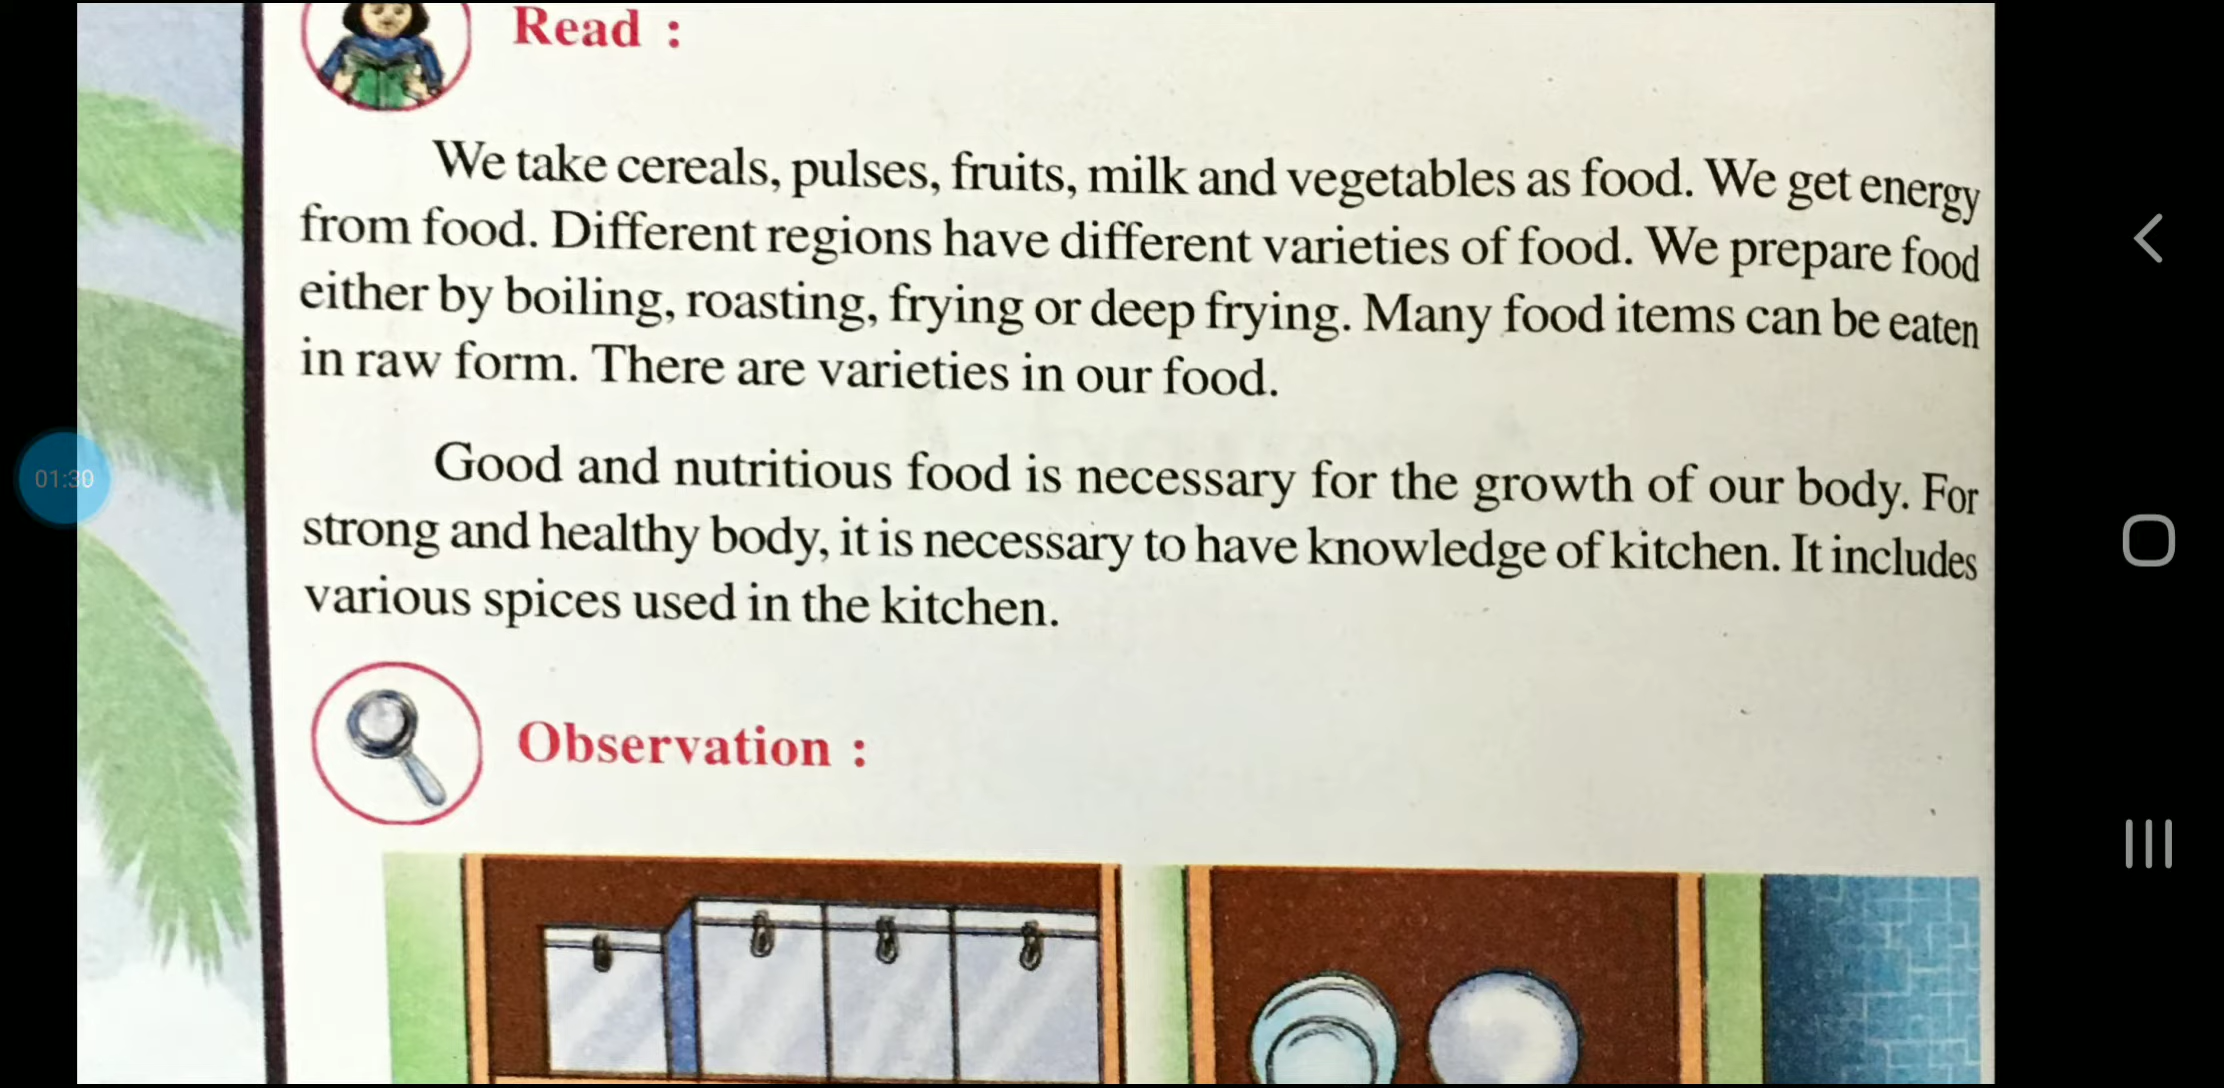 Read :
We take cereals, pulses, fruits, milk and vegetables as food. We get energy
from food. Different regions have different varieties of food. We prepare food
either by boiling, roasting, frying or deep frying. Many food items can be eaten
in raw form. There are varieties in our food.
Good and nutritious food is necessary for the growth of our body. For
strong and healthy body, it is necessary to have knowledge of kitchen. It includes
various spices used in the kitchen.
01:30
Observation :